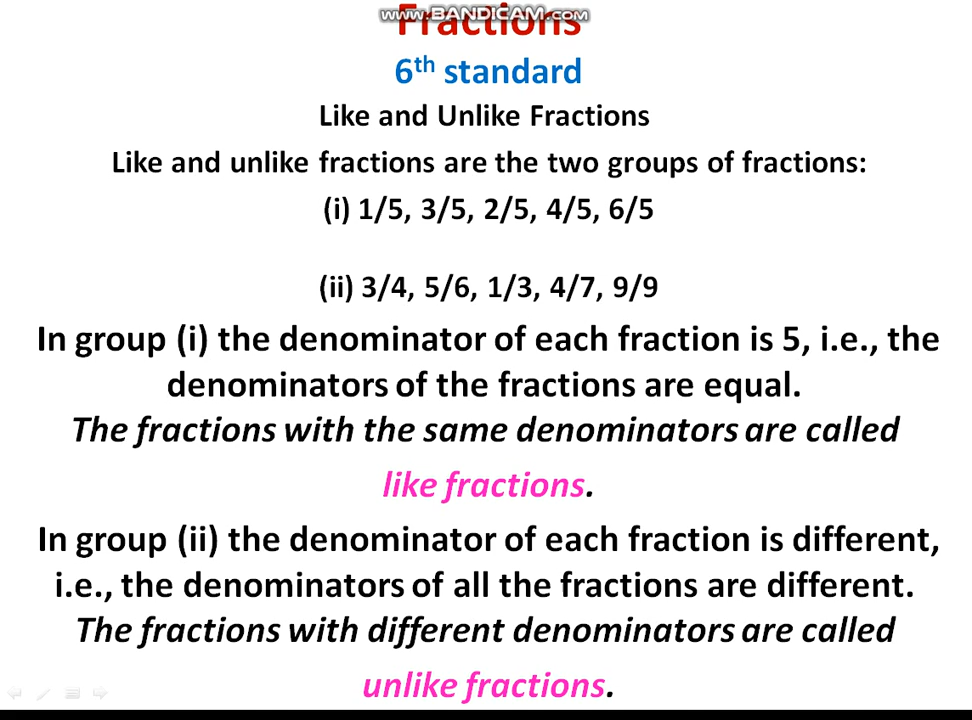 www.BANDICAM.com
Fractions
6th standard
Like and Unlike Fractions
Like and unlike fractions are the two groups of fractions:
(i) 1/5, 3/5, 2/5, 4/5, 6/5
(ii) 3/4, 5/6, 1/3, 4/7, 9/9
In group (i) the denominator of each fraction is 5, i.e., the
denominators of the fractions are equal.
The fractions with the same denominators are called
like fractions.
In group (ii) the denominator of each fraction is different,
i.e., the denominators of all the fractions are different.
The fractions with different denominators are called
unlike fractions.